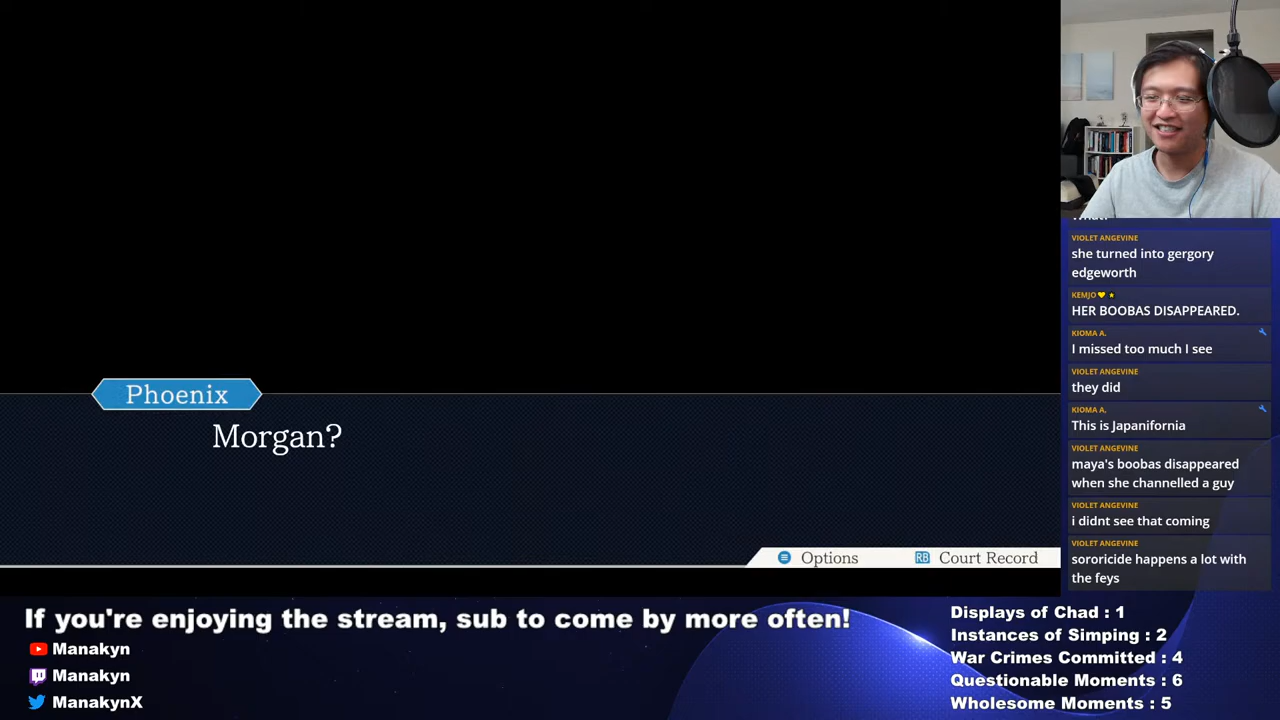 Phoenix
Morgan?
Options
RB Court Record
VIOLET ANGEVINE
she turned into gergory
edgeworth
KEMJO
HER BOOBAS DISAPPEARED.
KIOMA A.
I missed too much I see
VIOLET ANGEVINE
they did
KIOMA A.
This is Japanifornia
VIOLET ANGEVINE
maya's boobas disappeared
when she channelled a guy
VIOLET ANGEVINE
i didnt see that coming
VIOLET ANGEVINE
sororicide happens a lot with
the feys
If you're enjoying the stream, sub to come by more often!
Manakyn
Manakyn
ManakynX
Displays of Chad : 1
Instances of Simping : 2
War Crimes Committed : 4
Questionable Moments : 6
Wholesome Moments : 5